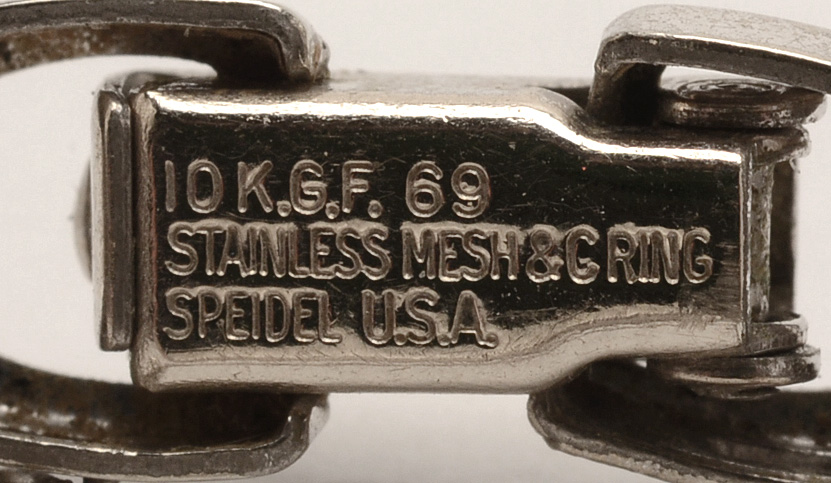 10 K.G.F. 69
STAINLESS MESH & C RING
SPEIDEL U.S.A.